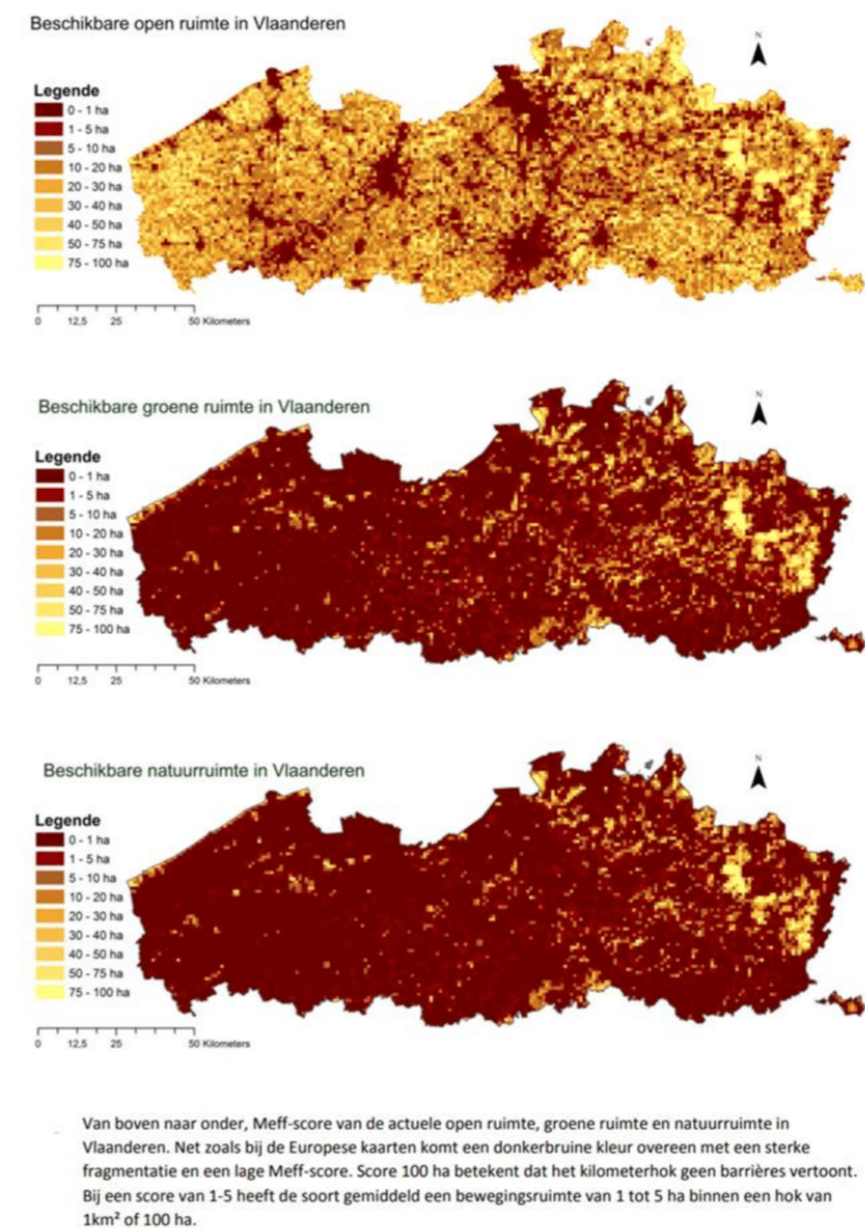 Beschikbare open ruimte in Vlaanderen
N
Legende
0 - 1 ha
1 - 5 ha
5 - 10 ha
10 - 20 ha
20 - 30 ha
30 - 40 ha
40 - 50 ha
50 - 75 ha
75 - 100 ha
0 12,5 25 50 Kilometers
Beschikbare groene ruimte in Vlaanderen
N
Legende
0 - 1 ha
1 - 5 ha
5 - 10 ha
10 - 20 ha
20 - 30 ha
30 - 40 ha
40 - 50 ha
50 - 75 ha
75 - 100 ha
0 12,5 25 50 Kilometers
Beschikbare natuurruimte in Vlaanderen
N
Legende
0 - 1 ha
1 - 5 ha
5 - 10 ha
10 - 20 ha
20 - 30 ha
30 - 40 ha
40 - 50 ha
50 - 75 ha
75 - 100 ha
0 12,5 25 50 Kilometers
Van boven naar onder, Meff-score van de actuele open ruimte, groene ruimte en natuurruimte in
Vlaanderen. Net zoals bij de Europese kaarten komt een donkerbruine kleur overeen met een sterke
fragmentatie en een lage Meff-score. Score 100 ha betekent dat het kilometerhok geen barrières vertoont.
Bij een score van 1-5 heeft de soort gemiddeld een bewegingsruimte van 1 tot 5 ha binnen een hok van
1km² of 100 ha.